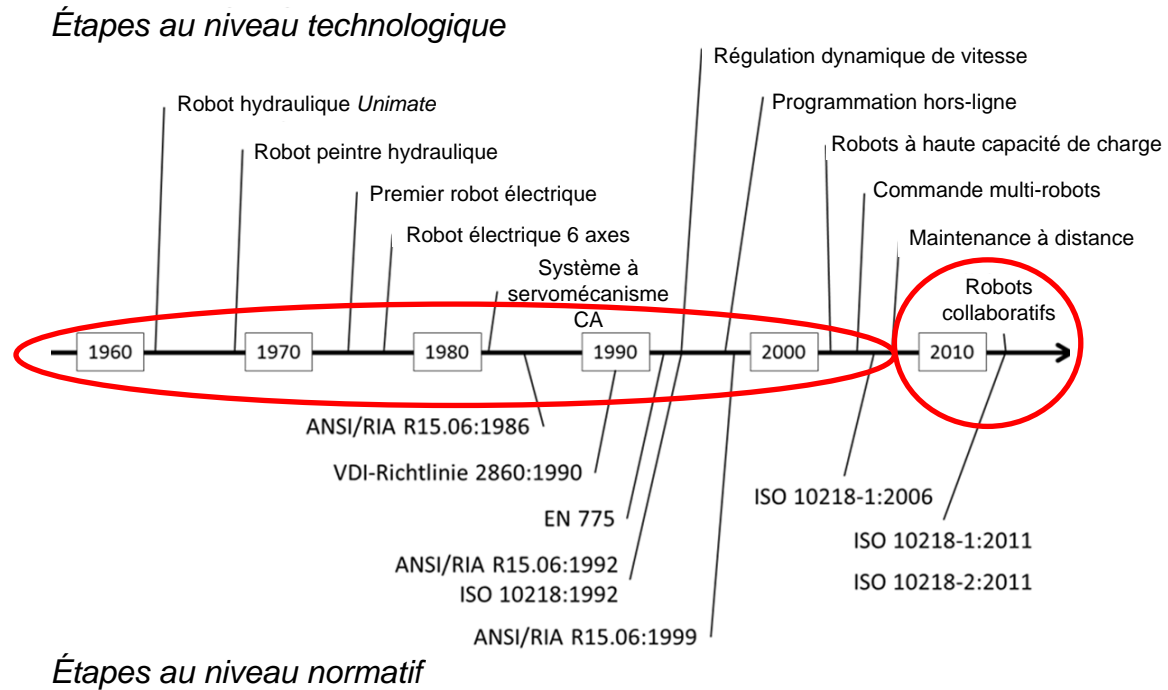 Étapes au niveau technologique
Régulation dynamique de vitesse
Robot hydraulique Unimate
Programmation hors-ligne
Robot peintre hydraulique
Robots à haute capacité de charge
Premier robot électrique
Commande multi-robots
Robot électrique 6 axes
Maintenance à distance
Système à
servomécanisme
CA
Robots
collaboratifs
1960
1970
1980
1990
2000
2010
ANSI/RIA R15.06:1986
VDI-Richtlinie 2860:1990
EN 775
ANSI/RIA R15.06:1992
ISO 10218:1992
ANSI/RIA R15.06:1999
ISO 10218-1:2006
ISO 10218-1:2011
ISO 10218-2:2011
Étapes au niveau normatif